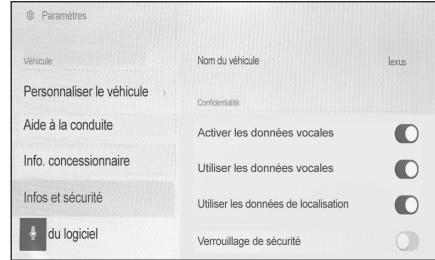 Paramètres
Véhicule
Personnaliser le véhicule
Aide à la conduite
Info. concessionnaire
Infos et sécurité
du logiciel
Nom du véhicule lexus
Confidentialité
Activer les données vocales
Utiliser les données vocales
Utiliser les données de localisation
Verrouillage de sécurité